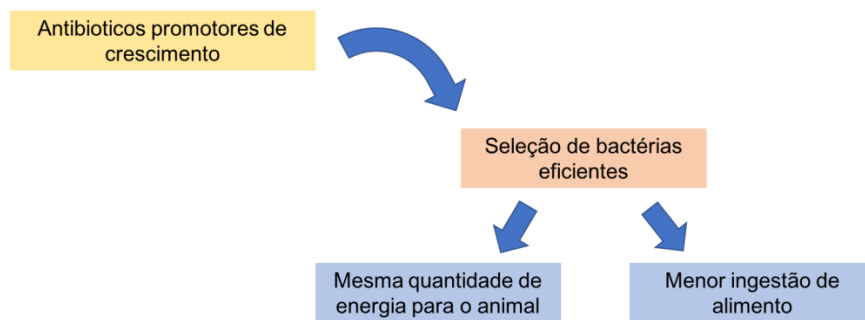 Antibioticos promotores de
crescimento
Seleção de bactérias
eficientes
Mesma quantidade de
energia para o animal
Menor ingestão de
alimento